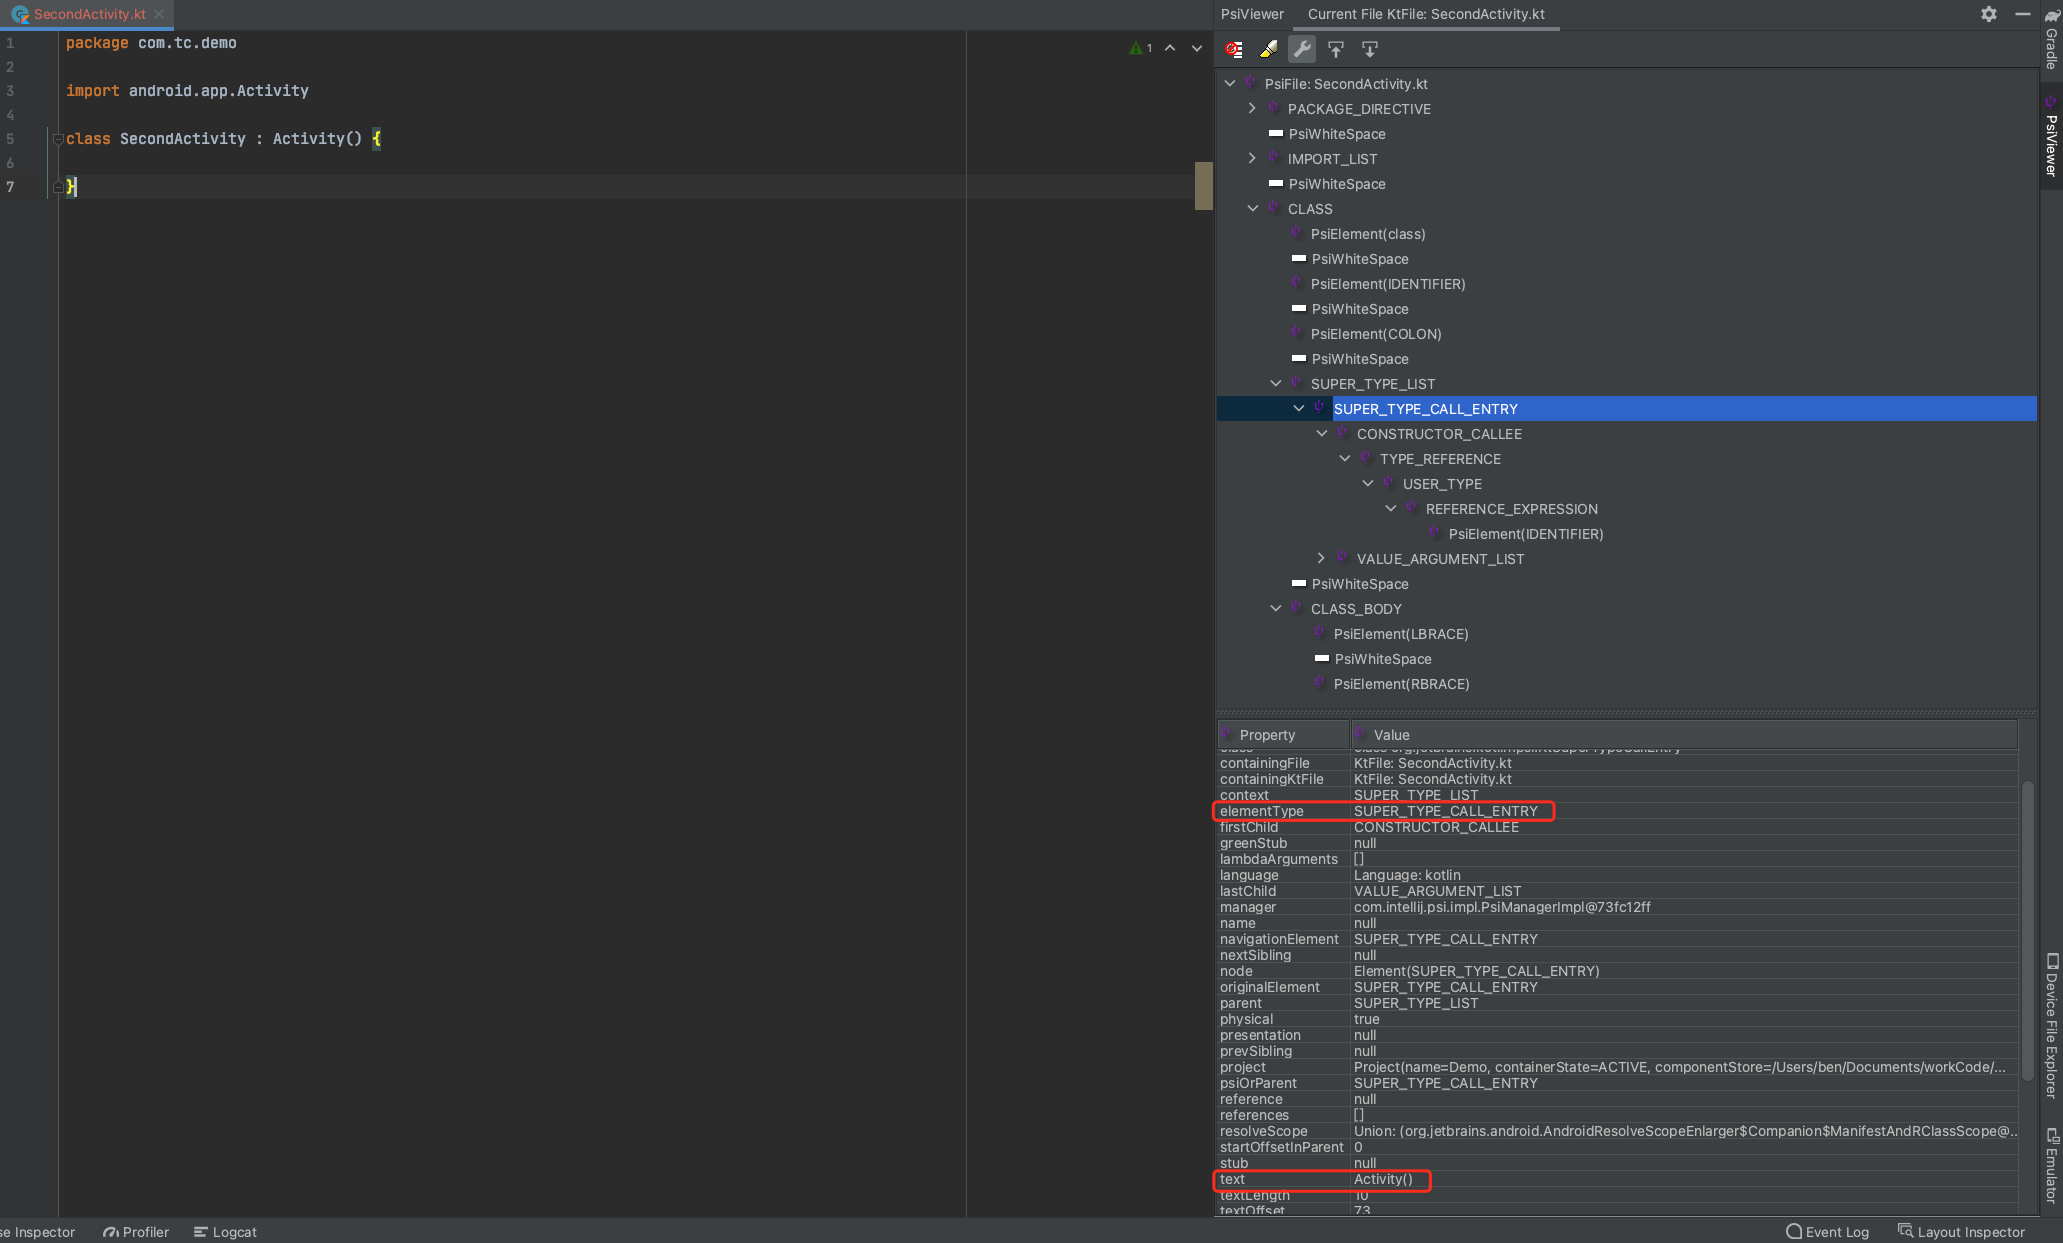 SecondActivity.kt
1 package com.tc.demo
2
3 import android.app.Activity
4
5 class SecondActivity : Activity() {
6
7 }
1
PsiViewer Current File KtFile: SecondActivity.kt
PsiFile: SecondActivity.kt
PACKAGE_DIRECTIVE
PsiWhiteSpace
IMPORT_LIST
PsiWhiteSpace
CLASS
PsiElement(class)
PsiWhiteSpace
PsiElement(IDENTIFIER)
PsiWhiteSpace
PsiElement(COLON)
PsiWhiteSpace
SUPER_TYPE_LIST
SUPER_TYPE_CALL_ENTRY
CONSTRUCTOR_CALLEE
TYPE_REFERENCE
USER_TYPE
REFERENCE_EXPRESSION
PsiElement(IDENTIFIER)
VALUE_ARGUMENT_LIST
PsiWhiteSpace
CLASS_BODY
PsiElement(LBRACE)
PsiWhiteSpace
PsiElement(RBRACE)
Property Value
class class org.jetbrains.kotlin.psi.KtSuperTypeCallEntry
containingFile KtFile: SecondActivity.kt
containingKtFile KtFile: SecondActivity.kt
context SUPER_TYPE_LIST
elementType SUPER_TYPE_CALL_ENTRY
firstChild CONSTRUCTOR_CALLEE
greenStub null
lambdaArguments []
language Language: kotlin
lastChild VALUE_ARGUMENT_LIST
manager com.intellij.psi.impl.PsiManagerImpl@73fc12ff
name null
navigationElement SUPER_TYPE_CALL_ENTRY
nextSibling null
node Element(SUPER_TYPE_CALL_ENTRY)
originalElement SUPER_TYPE_CALL_ENTRY
parent SUPER_TYPE_LIST
physical true
presentation null
prevSibling null
project Project(name=Demo, containerState=ACTIVE, componentStore=/Users/ben/Documents/workCode/...
psiOrParent SUPER_TYPE_CALL_ENTRY
reference null
references []
resolveScope Union: (org.jetbrains.android.AndroidResolveScopeEnlarger$Companion$ManifestAndRClassScope@...
startOffsetInParent 0
stub null
text Activity()
textLength 10
textOffset 73
Gradle
PsiViewer
Device File Explorer
Emulator
se Inspector Profiler Logcat Event Log Layout Inspector